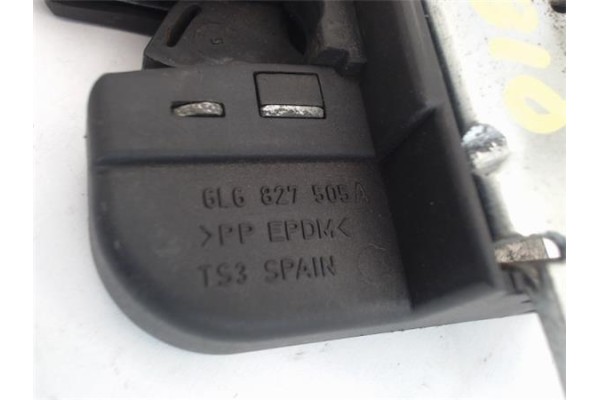 6L6 827 505 A
>PP EPDM<
TS3 SPAIN